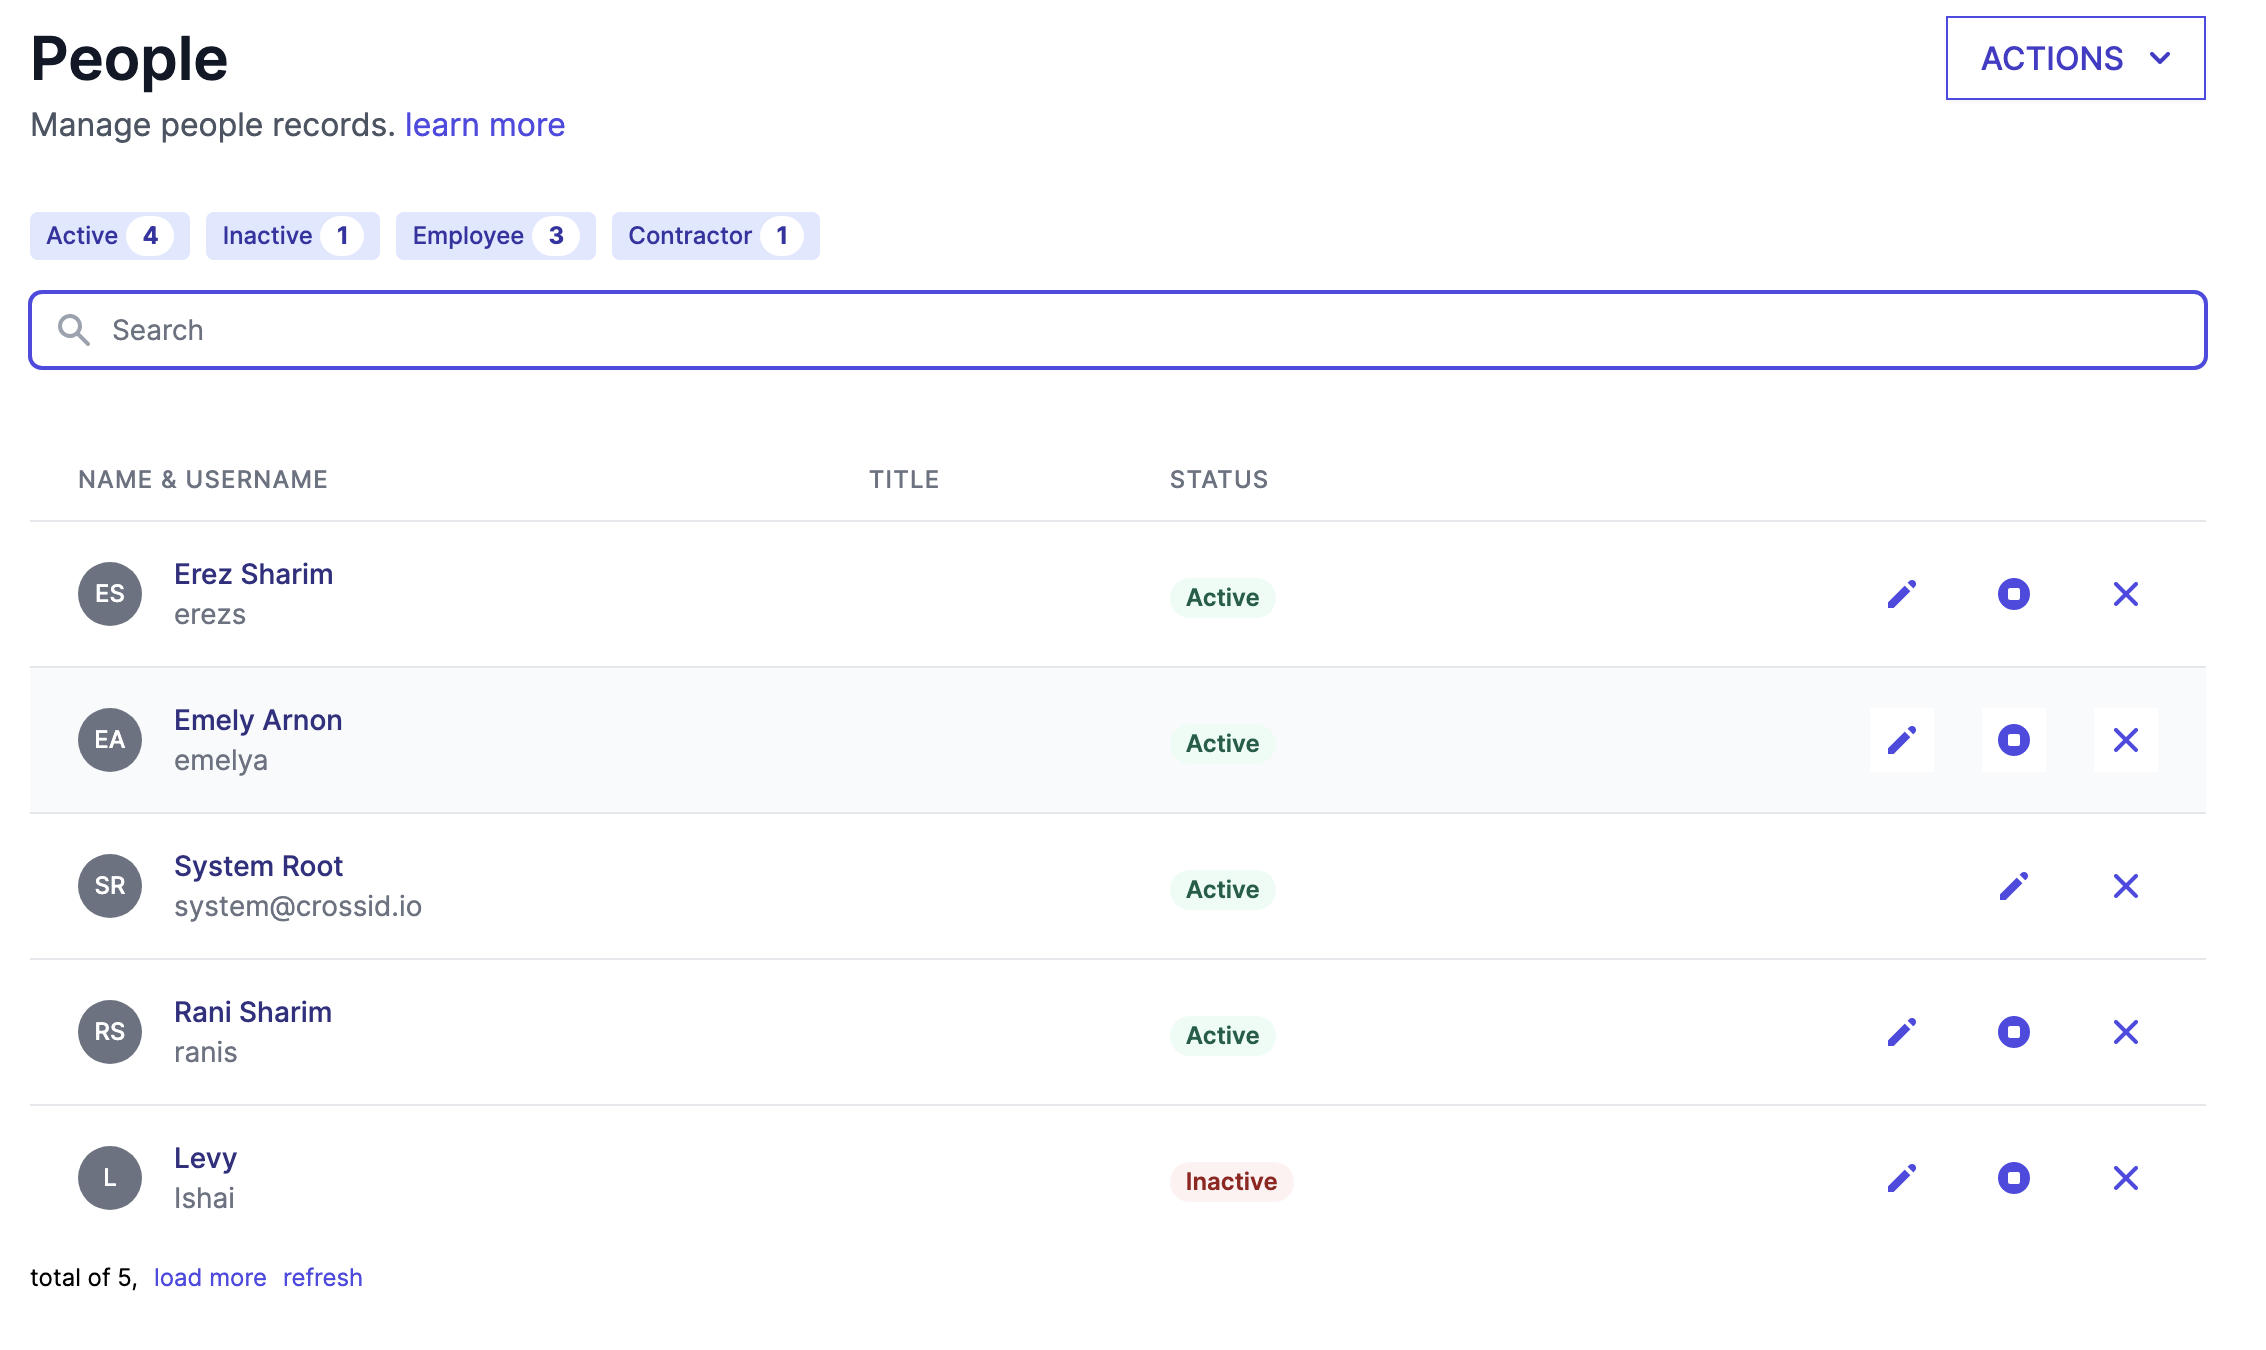 People
ACTIONS
Manage people records. learn more
Active 4 Inactive 1 Employee 3 Contractor 1
Search
NAME & USERNAME TITLE STATUS
ES Erez Sharim Active
erezs
EA Emely Arnon Active
emelya
SR System Root Active
system@crossid.io
RS Rani Sharim Active
ranis
L Levy Inactive
Ishai
total of 5, load more refresh